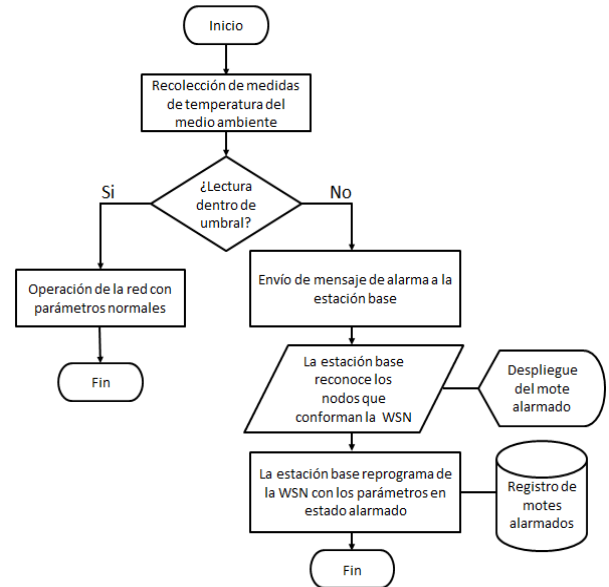 Inicio
Recolección de medidas
de temperatura del
medio ambiente
¿Lectura
dentro de
umbral?
Si
No
Operación de la red con
parámetros normales
Fin
Envío de mensaje de alarma a la
estación base
La estación base
reconoce los
nodos que
conforman la WSN
Despliegue
del mote
alarmado
La estación base reprograma de
la WSN con los parámetros en
estado alarmado
Registro de
motes
alarmados
Fin